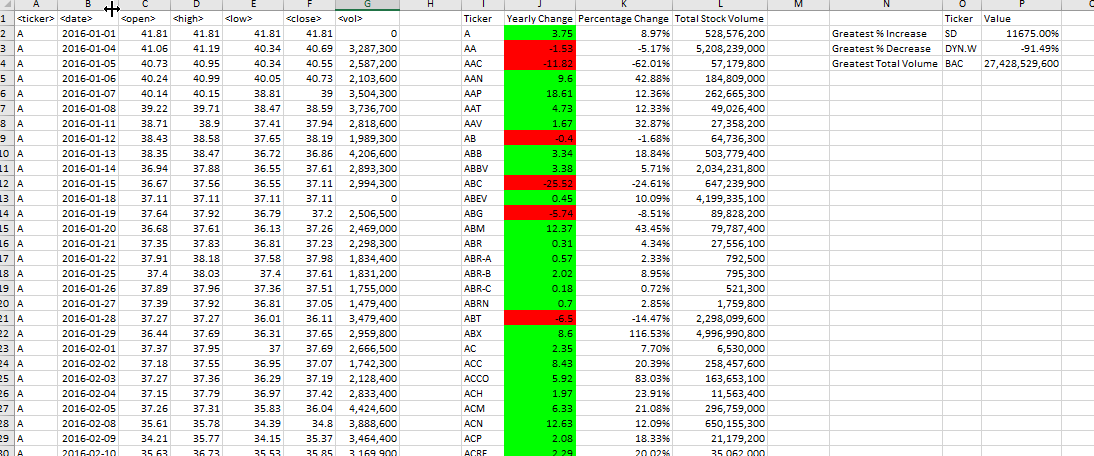 A B C D E F G H I J K L M N O P
1 <ticker> <date> <open> <high> <low> <close> <vol> Ticker Yearly Change Percentage Change Total Stock Volume Ticker Value
2 A 2016-01-01 41.81 41.81 41.81 41.81 0 A 3.75 8.97% 528,576,200 Greatest % Increase SD 11675.00%
3 A 2016-01-04 41.06 41.19 40.34 40.69 3,287,300 AA -1.53 -5.17% 5,208,239,000 Greatest % Decrease DYN.W -91.49%
4 A 2016-01-05 40.73 40.95 40.34 40.55 2,587,200 AAC -11.82 -62.01% 57,179,800 Greatest Total Volume BAC 27,428,529,600
5 A 2016-01-06 40.24 40.99 40.05 40.73 2,103,600 AAN 9.6 42.88% 184,809,000
6 A 2016-01-07 40.14 40.15 38.81 39 3,504,300 AAP 18.61 12.36% 262,665,300
7 A 2016-01-08 39.22 39.71 38.47 38.59 3,736,700 AAT 4.73 12.33% 49,026,400
8 A 2016-01-11 38.71 38.9 37.41 37.94 2,818,600 AAV 1.67 32.87% 27,358,200
9 A 2016-01-12 38.43 38.58 37.65 38.19 1,989,300 AB -0.4 -1.68% 64,736,300
10 A 2016-01-13 38.35 38.47 36.72 36.86 4,206,600 ABB 3.34 18.84% 503,779,400
11 A 2016-01-14 36.94 37.88 36.55 37.61 2,893,300 ABBV 3.38 5.71% 2,034,231,800
12 A 2016-01-15 36.67 37.56 36.55 37.11 2,994,300 ABC -25.52 -24.61% 647,239,900
13 A 2016-01-18 37.11 37.11 37.11 37.11 0 ABEV 0.45 10.09% 4,199,335,100
14 A 2016-01-19 37.64 37.92 36.79 37.2 2,506,500 ABG -5.74 -8.51% 89,828,200
15 A 2016-01-20 36.68 37.61 36.13 37.26 2,469,000 ABM 12.37 43.45% 79,787,400
16 A 2016-01-21 37.35 37.83 36.81 37.23 2,298,300 ABR 0.31 4.34% 27,556,100
17 A 2016-01-22 37.91 38.18 37.58 37.98 1,834,400 ABR-A 0.57 2.33% 792,500
18 A 2016-01-25 37.4 38.03 37.4 37.61 1,831,200 ABR-B 2.02 8.95% 795,300
19 A 2016-01-26 37.89 37.96 37.36 37.51 1,755,000 ABR-C 0.18 0.72% 521,300
20 A 2016-01-27 37.39 37.92 36.81 37.05 1,479,400 ABRN 0.7 2.85% 1,759,800
21 A 2016-01-28 37.27 37.27 36.01 36.11 3,479,400 ABT -6.5 -14.47% 2,298,099,600
22 A 2016-01-29 36.44 37.69 36.31 37.65 2,959,800 ABX 8.6 116.53% 4,996,990,800
23 A 2016-02-01 37.37 37.95 37 37.69 2,666,500 AC 2.35 7.70% 6,530,000
24 A 2016-02-02 37.18 37.55 36.95 37.07 1,742,300 ACC 8.43 20.39% 258,457,600
25 A 2016-02-03 37.27 37.36 36.29 37.19 2,128,400 ACCO 5.92 83.03% 163,653,100
26 A 2016-02-04 37.15 37.79 36.97 37.42 2,833,400 ACH 1.97 23.91% 11,563,400
27 A 2016-02-05 37.26 37.31 35.83 36.04 4,424,600 ACM 6.33 21.08% 296,759,000
28 A 2016-02-08 35.61 35.78 34.39 34.8 3,888,600 ACN 12.63 12.09% 650,155,300
29 A 2016-02-09 34.21 35.77 34.15 35.37 3,464,400 ACP 2.08 18.33% 21,179,200
30 A 2016-02-10 35.63 36.73 35.53 35.85 3,169,900 ACRE 2.29 20.02% 35,062,000